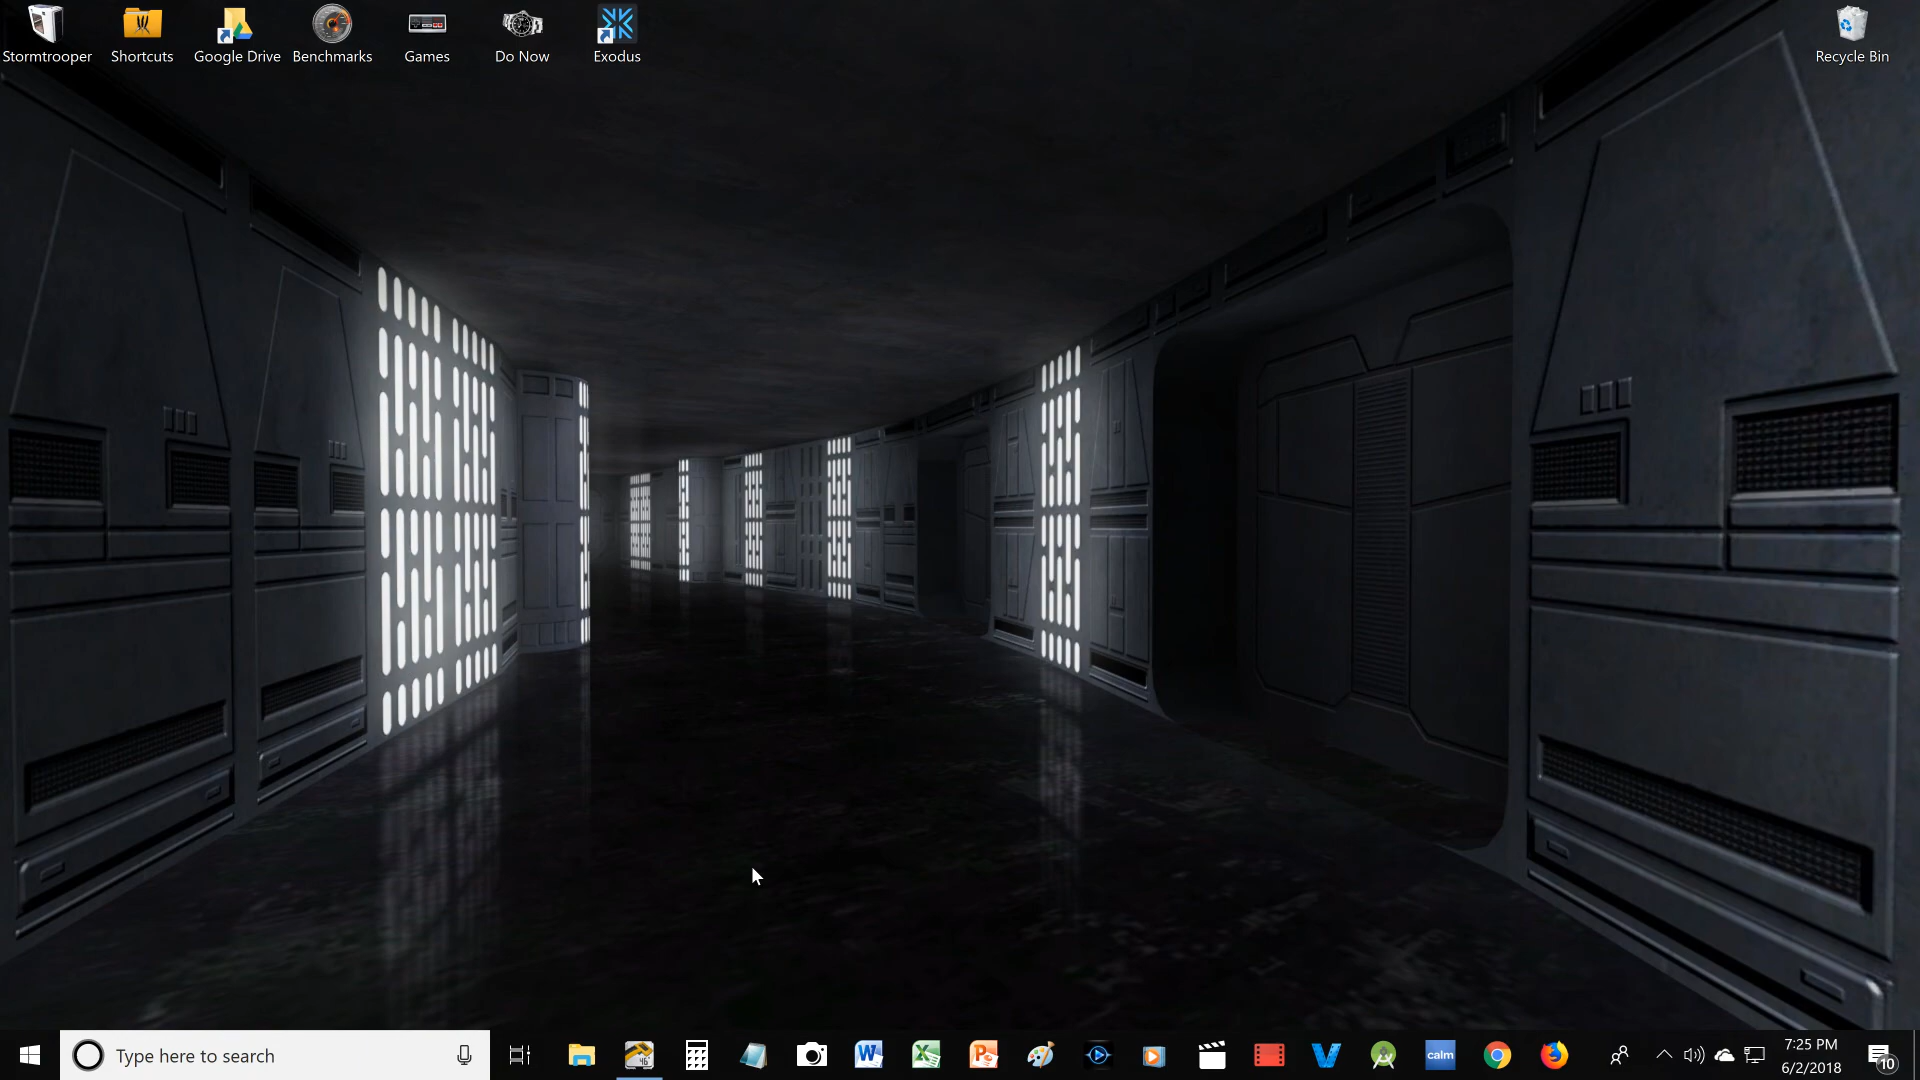 Stormtrooper
Shortcuts
Google Drive
Benchmarks
Games
Do Now
Exodus
Recycle Bin
Type here to search
46°
calm
7:25 PM
6/2/2018
10